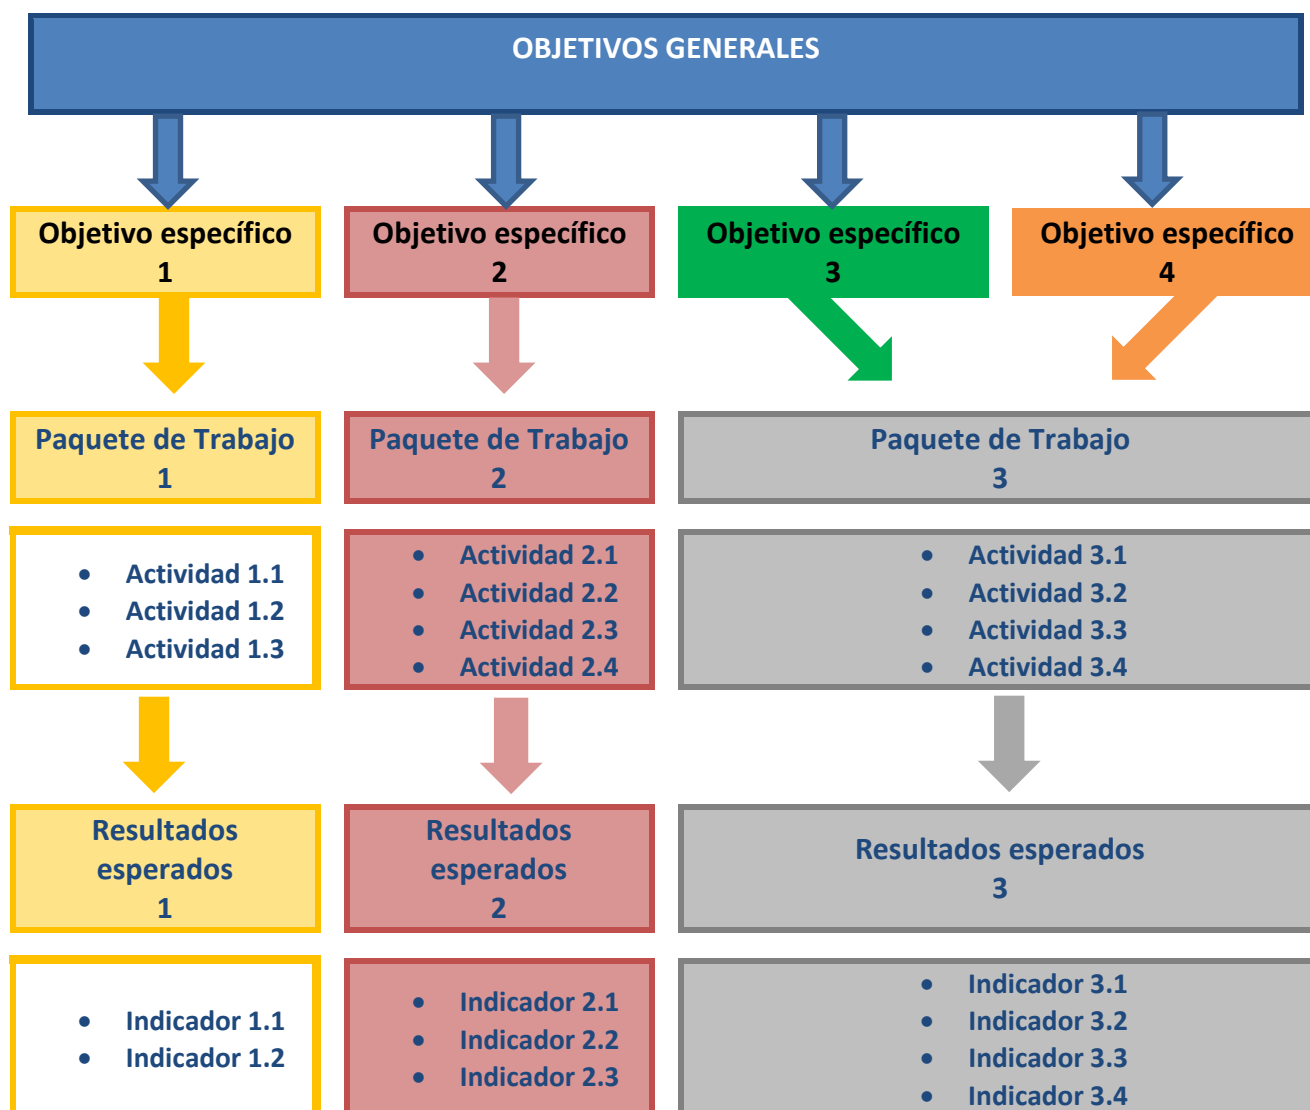 OBJETIVOS GENERALES
Objetivo específico
1
Objetivo específico
2
Objetivo específico
3
Objetivo específico
4
Paquete de Trabajo
1
Paquete de Trabajo
2
Paquete de Trabajo
3
• Actividad 1.1
• Actividad 1.2
• Actividad 1.3
• Actividad 2.1
• Actividad 2.2
• Actividad 2.3
• Actividad 2.4
• Actividad 3.1
• Actividad 3.2
• Actividad 3.3
• Actividad 3.4
Resultados
esperados
1
Resultados
esperados
2
Resultados esperados
3
• Indicador 1.1
• Indicador 1.2
• Indicador 2.1
• Indicador 2.2
• Indicador 2.3
• Indicador 3.1
• Indicador 3.2
• Indicador 3.3
• Indicador 3.4